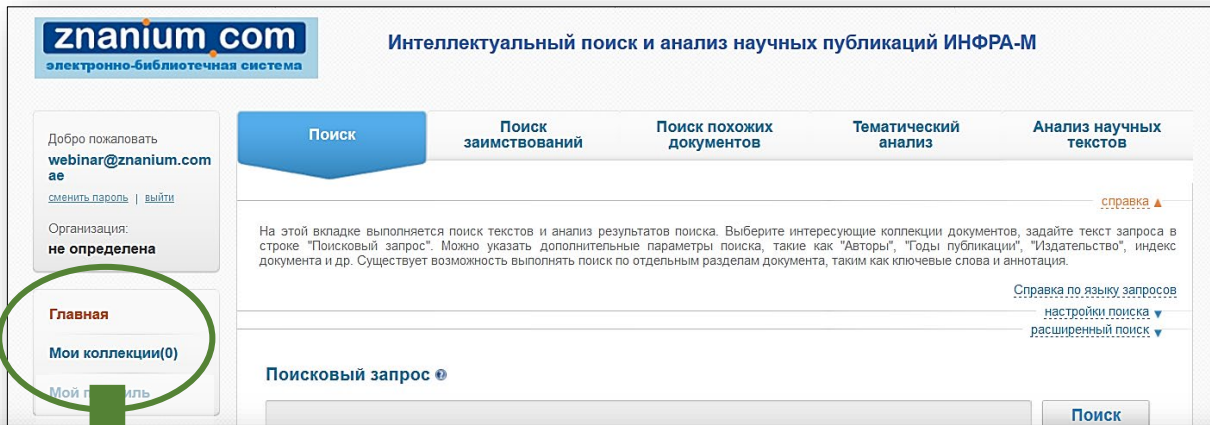 znanium.com
электронно-библиотечная система
Интеллектуальный поиск и анализ научных публикаций ИНФРА-М
Добро пожаловать
webinar@znanium.com
ae
сменить пароль | выйти
Организация:
не определена
Главная
Мои коллекции(0)
Мой
Поиск
Поиск
заимствований
Поиск похожих
документов
Тематический
анализ
Анализ научных
текстов
справка
На этой вкладке выполняется поиск текстов и анализ результатов поиска. Выберите интересующие коллекции документов, задайте текст запроса в
строке "Поисковый запрос". Можно указать дополнительные параметры поиска, такие как "Авторы", "Годы публикации", "Издательство", индекс
документа и др. Существует возможность выполнять поиск по отдельным разделам документа, таким как ключевые слова и аннотация.
Справка по языку запросов
настройки поиска
расширенный поиск
Поисковый запрос
Поиск